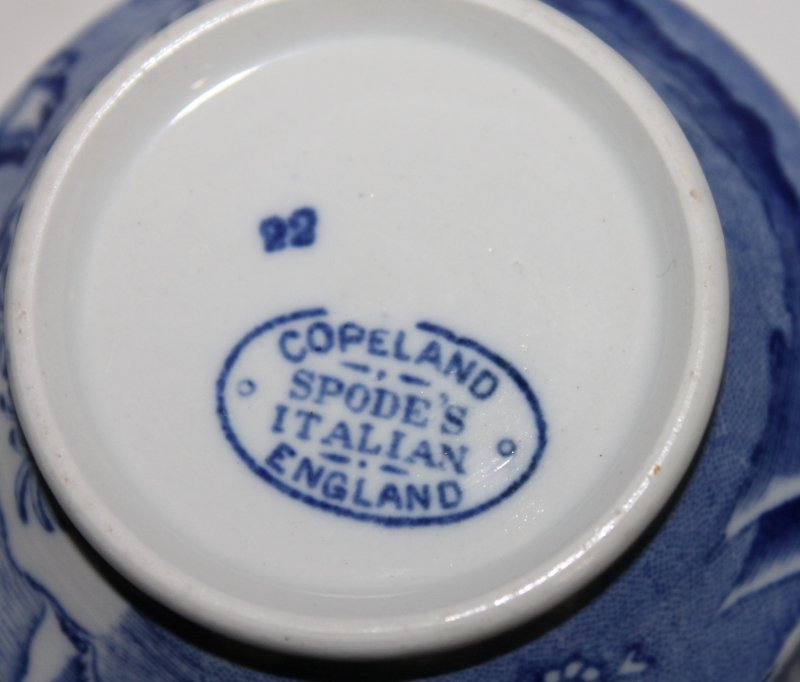 22
COPELAND
SPODE'S
ITALIAN
ENGLAND